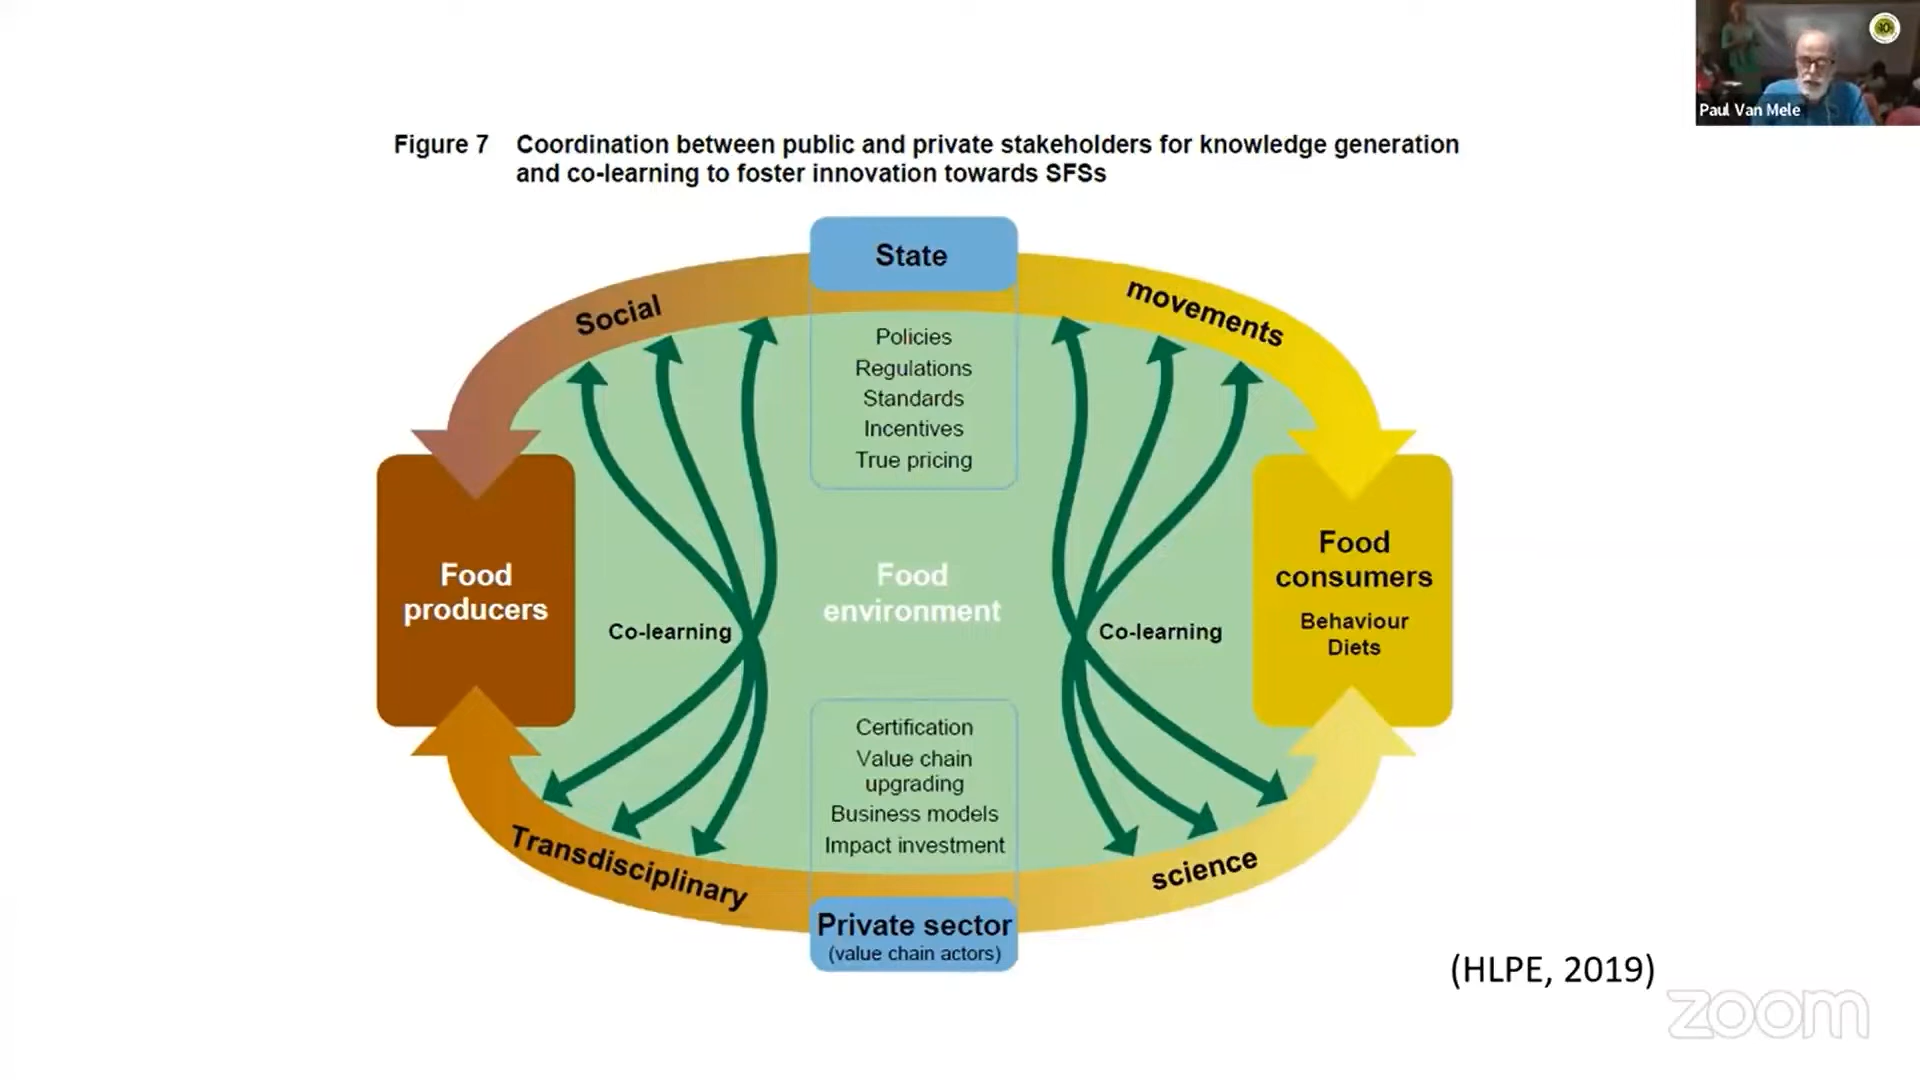 Paul Van Mele
Figure 7 Coordination between public and private stakeholders for knowledge generation
and co-learning to foster innovation towards SFSs
State
Social
movements
Policies
Regulations
Standards
Incentives
True pricing
Food
producers
Co-learning
Food
environment
Co-learning
Food
consumers
Behaviour
Diets
Certification
Value chain
upgrading
Business models
Impact investment
Transdisciplinary
science
Private sector
(value chain actors)
(HLPE, 2019)
zoom